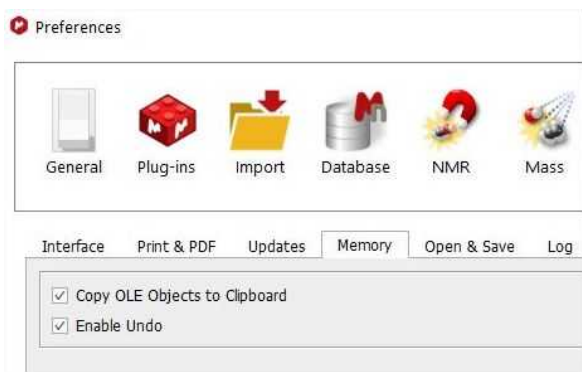 Preferences
General Plug-ins Import Database NMR Mass
Interface Print & PDF Updates Memory Open & Save Log
Copy OLE Objects to Clipboard
Enable Undo